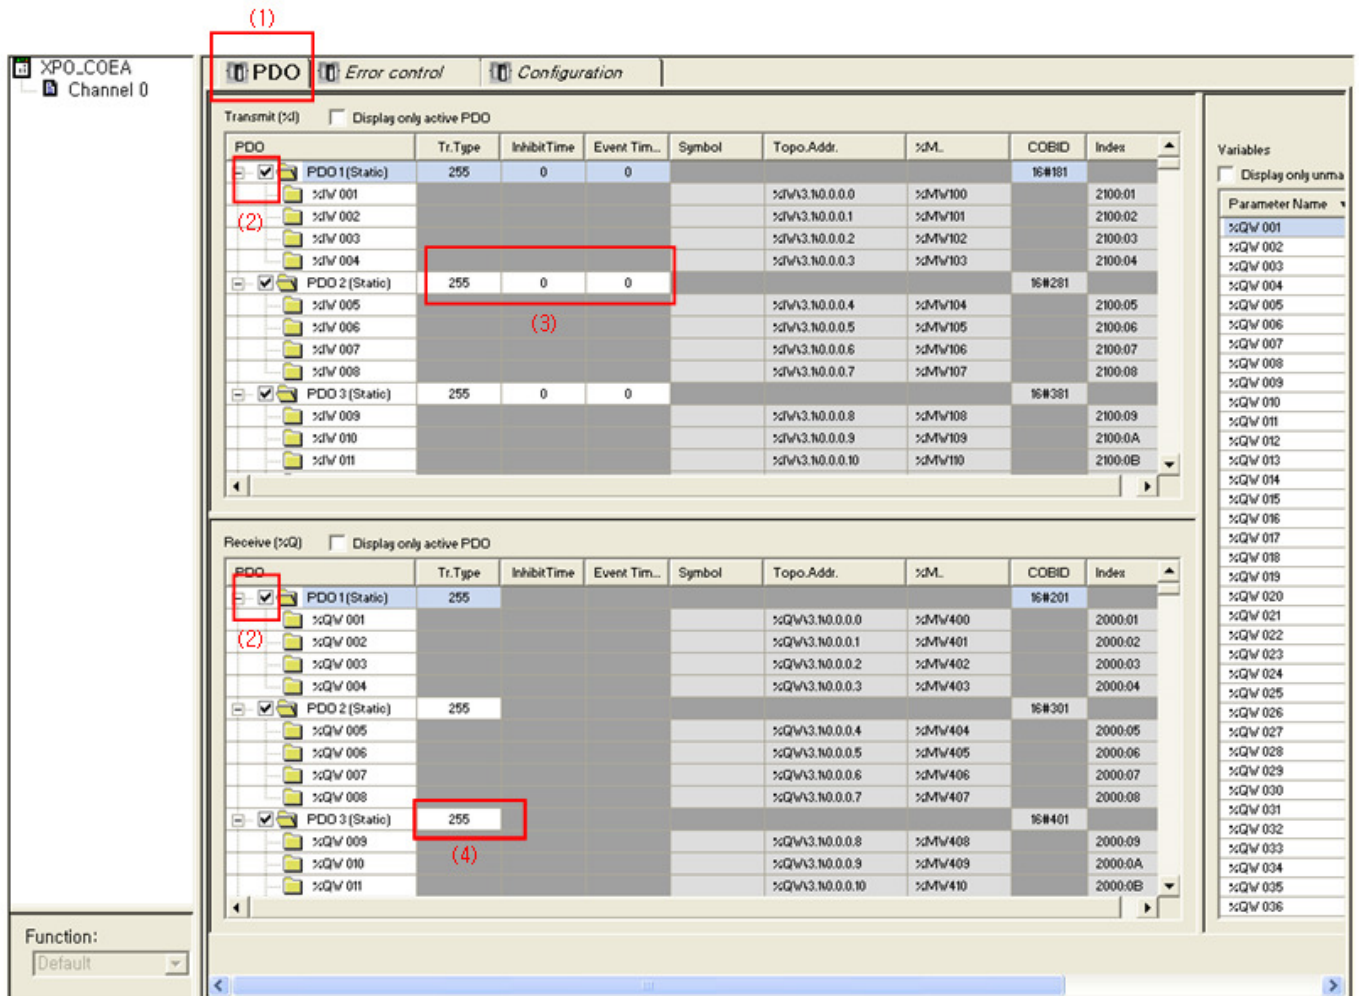 (1)
XPO_COEA
Channel 0
PDO Error control Configuration
Transmit (%I) Display only active PDO
PDO Tr.Type InhibitTime Event Tim... Symbol Topo.Addr. %M.. COBID Index
PDO 1 (Static) 255 0 0 16#181
%IW 001 %IW\3.1\0.0.0.0 %MW100 2100:01
(2)
%IW 002 %IW\3.1\0.0.0.1 %MW101 2100:02
%IW 003 %IW\3.1\0.0.0.2 %MW102 2100:03
%IW 004 %IW\3.1\0.0.0.3 %MW103 2100:04
PDO 2 (Static) 255 0 0 16#281
%IW 005 %IW\3.1\0.0.0.4 %MW104 2100:05
(3)
%IW 006 %IW\3.1\0.0.0.5 %MW105 2100:06
%IW 007 %IW\3.1\0.0.0.6 %MW106 2100:07
%IW 008 %IW\3.1\0.0.0.7 %MW107 2100:08
PDO 3 (Static) 255 0 0 16#381
%IW 009 %IW\3.1\0.0.0.8 %MW108 2100:09
%IW 010 %IW\3.1\0.0.0.9 %MW109 2100:0A
%IW 011 %IW\3.1\0.0.0.10 %MW110 2100:0B
Receive (%Q) Display only active PDO
PDO Tr.Type InhibitTime Event Tim... Symbol Topo.Addr. %M.. COBID Index
PDO 1 (Static) 255 16#201
%QW 001 %QW\3.1\0.0.0.0 %MW400 2000:01
(2)
%QW 002 %QW\3.1\0.0.0.1 %MW401 2000:02
%QW 003 %QW\3.1\0.0.0.2 %MW402 2000:03
%QW 004 %QW\3.1\0.0.0.3 %MW403 2000:04
PDO 2 (Static) 255 16#301
%QW 005 %QW\3.1\0.0.0.4 %MW404 2000:05
%QW 006 %QW\3.1\0.0.0.5 %MW405 2000:06
%QW 007 %QW\3.1\0.0.0.6 %MW406 2000:07
%QW 008 %QW\3.1\0.0.0.7 %MW407 2000:08
PDO 3 (Static) 255 16#401
%QW 009 %QW\3.1\0.0.0.8 %MW408 2000:09
(4)
%QW 010 %QW\3.1\0.0.0.9 %MW409 2000:0A
%QW 011 %QW\3.1\0.0.0.10 %MW410 2000:0B
Variables
Display only unma
Parameter Name
%QW 001
%QW 002
%QW 003
%QW 004
%QW 005
%QW 006
%QW 007
%QW 008
%QW 009
%QW 010
%QW 011
%QW 012
%QW 013
%QW 014
%QW 015
%QW 016
%QW 017
%QW 018
%QW 019
%QW 020
%QW 021
%QW 022
%QW 023
%QW 024
%QW 025
%QW 026
%QW 027
%QW 028
%QW 029
%QW 030
%QW 031
%QW 032
%QW 033
%QW 034
%QW 035
%QW 036
Function:
Default